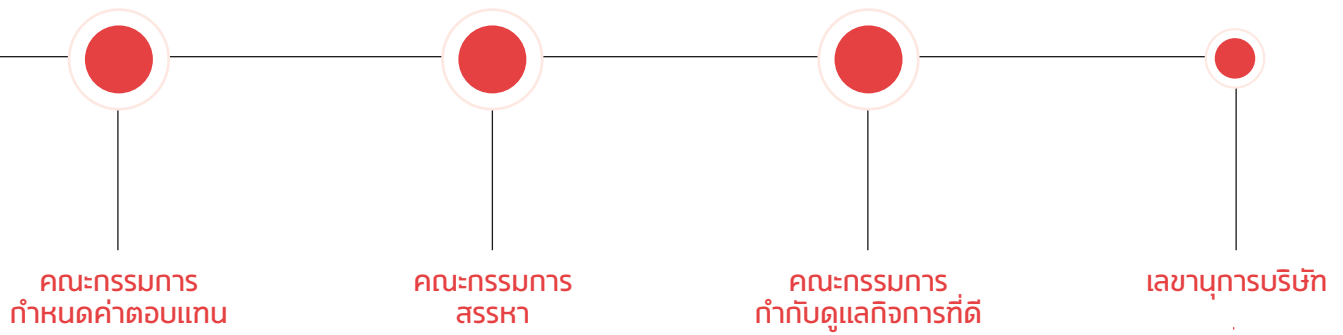 คณะกรรมการ
กำหนดค่าตอบแทน
คณะกรรมการ
สรรหา
คณะกรรมการ
กำกับดูแลกิจการที่ดี
เลขานุการบริษัท